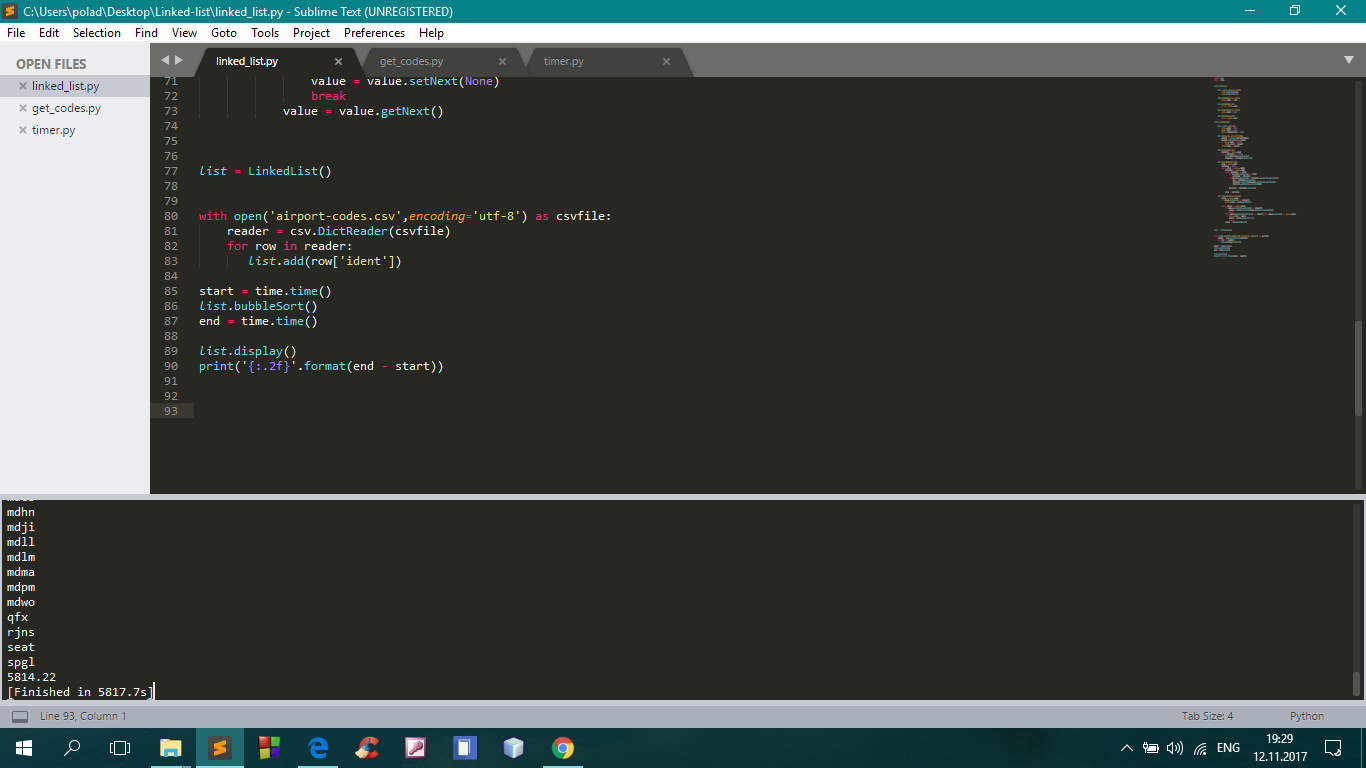 C:\Users\polad\Desktop\Linked-list\linked_list.py - Sublime Text (UNREGISTERED)
File Edit Selection Find View Goto Tools Project Preferences Help
OPEN FILES
linked_list.py
get_codes.py
timer.py
linked_list.py get_codes.py timer.py
71 value = value.setNext(None)
72 break
73 value = value.getNext()
74
75
76
77 list = LinkedList()
78
79
80 with open('airport-codes.csv',encoding='utf-8') as csvfile:
81 reader = csv.DictReader(csvfile)
82 for row in reader:
83 list.add(row['ident'])
84
85 start = time.time()
86 list.bubbleSort()
87 end = time.time()
88
89 list.display()
90 print('{:.2f}'.format(end - start))
91
92
93
mdhn
mdji
mdll
mdlm
mdma
mdpm
mdwo
qfx
rjns
seat
spgl
5814.22
[Finished in 5817.7s]
Line 93, Column 1 Tab Size: 4 Python
ENG
19:29
12.11.2017